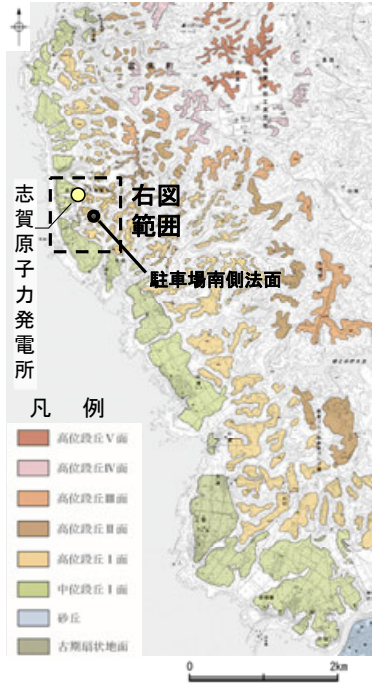 志賀原子力発電所
右図
範囲
駐車場南側法面
凡 例
高位段丘Ⅴ面
高位段丘Ⅳ面
高位段丘Ⅲ面
高位段丘Ⅱ面
高位段丘Ⅰ面
中位段丘Ⅰ面
砂丘
古期扇状地面
0 2km